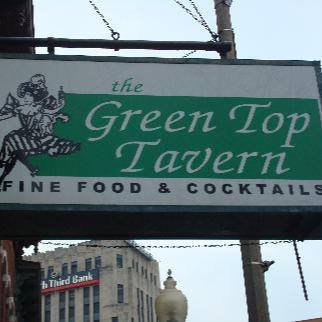 the
Green Top
Tavern
FINE FOOD & COCKTAILS
Third Bank